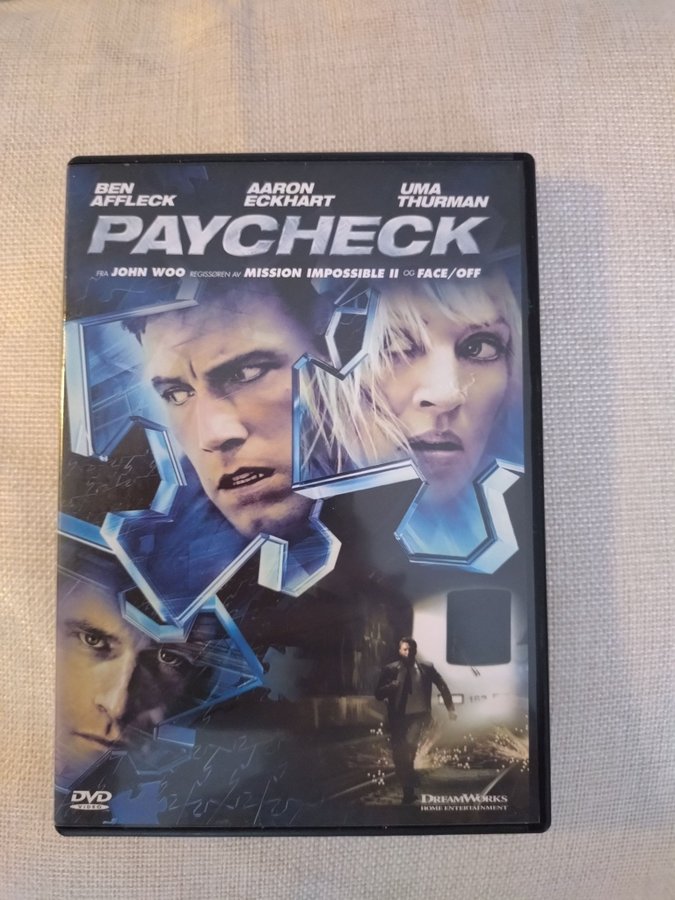 BEN AFFLECK
AARON ECKHART
UMA THURMAN
PAYCHECK
FRA JOHN WOO REGISSØREN AV MISSION IMPOSSIBLE II OG FACE/OFF
DVD
VIDEO
DREAMWORKS
HOME ENTERTAINMENT